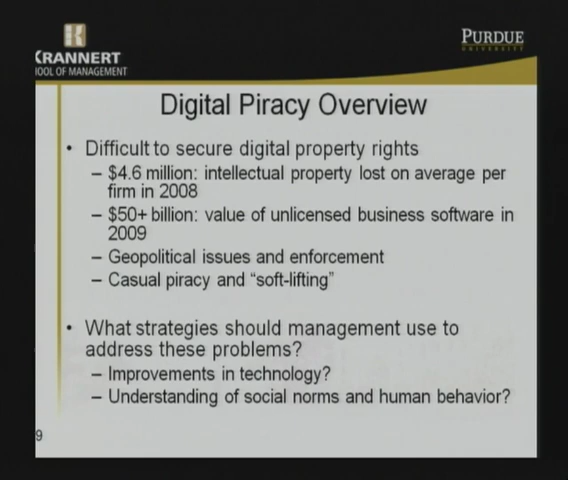 KRANNERT
OOL OF MANAGEMENT
PURDUE
UNIVERSITY
Digital Piracy Overview
• Difficult to secure digital property rights
– $4.6 million: intellectual property lost on average per
firm in 2008
– $50+ billion: value of unlicensed business software in
2009
– Geopolitical issues and enforcement
– Casual piracy and “soft-lifting”
• What strategies should management use to
address these problems?
– Improvements in technology?
– Understanding of social norms and human behavior?
9